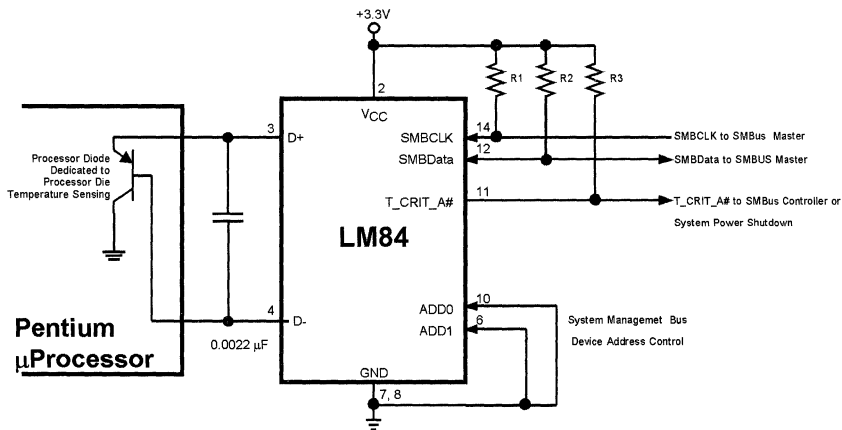 +3.3V
R1
R2
R3
2
VCC
3
D+
SMBCLK
14
SMBCLK to SMBus Master
Processor Diode
Dedicated to
Processor Die
Temperature Sensing
SMBData
12
SMBData to SMBUS Master
T_CRIT_A#
11
T_CRIT_A# to SMBus Controller or
System Power Shutdown
LM84
4
D-
ADD0
10
ADD1
6
System Managemet Bus
Device Address Control
Pentium
µProcessor
0.0022 µF
GND
7, 8